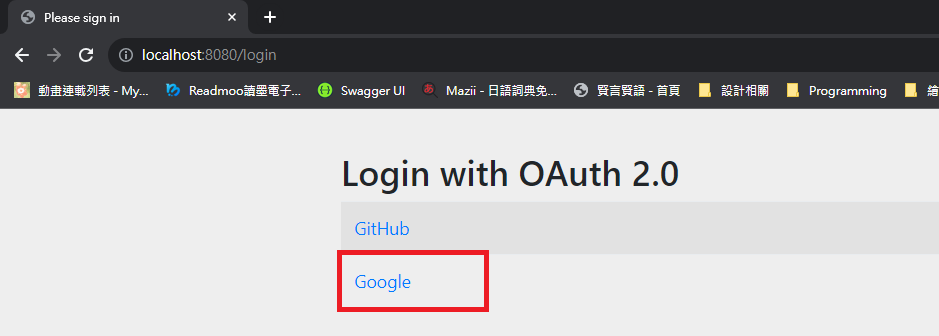 Please sign in
localhost:8080/login
動畫連載列表 - My... Readmoo讀墨電子... Swagger UI Mazii - 日語詞典免... 賢言賢語 - 首頁 設計相關 Programming 繪
Login with OAuth 2.0
GitHub
Google